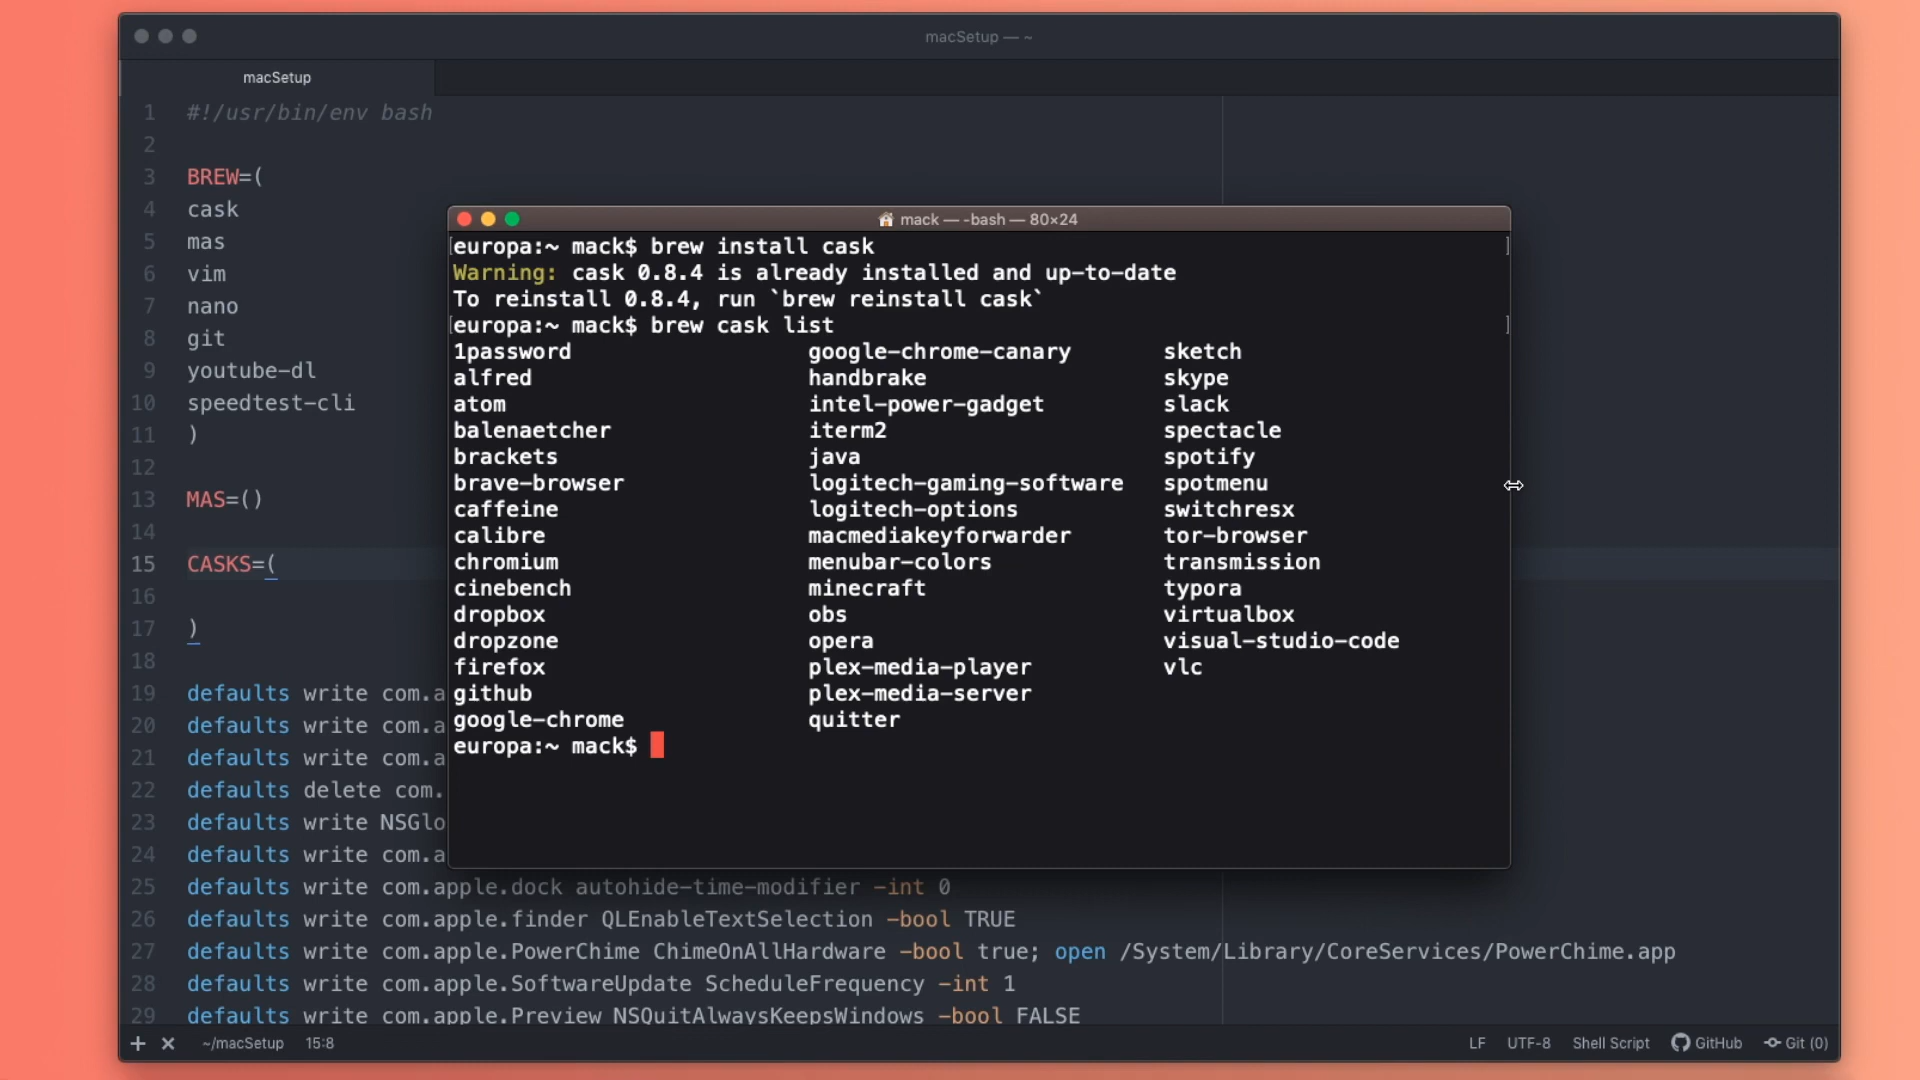 macSetup — ~
macSetup
1 #!/usr/bin/env bash
2
3 BREW=(
4 cask
5 mas
6 vim
7 nano
8 git
9 youtube-dl
10 speedtest-cli
11 )
12
13 MAS=()
14
15 CASKS=(
16
17 )
18
19 defaults write com.a
20 defaults write com.a
21 defaults write com.a
22 defaults delete com.
23 defaults write NSGlo
24 defaults write com.a
25 defaults write com.apple.dock autohide-time-modifier -int 0
26 defaults write com.apple.finder QLEnableTextSelection -bool TRUE
27 defaults write com.apple.PowerChime ChimeOnAllHardware -bool true; open /System/Library/CoreServices/PowerChime.app
28 defaults write com.apple.SoftwareUpdate ScheduleFrequency -int 1
29 defaults write com.apple.Preview NSQuitAlwaysKeepsWindows -bool FALSE
mack — -bash — 80×24
[europa:~ mack$ brew install cask ]
Warning: cask 0.8.4 is already installed and up-to-date
To reinstall 0.8.4, run `brew reinstall cask`
[europa:~ mack$ brew cask list ]
1password google-chrome-canary sketch
alfred handbrake skype
atom intel-power-gadget slack
balenaetcher iterm2 spectacle
brackets java spotify
brave-browser logitech-gaming-software spotmenu
caffeine logitech-options switchresx
calibre macmediakeyforwarder tor-browser
chromium menubar-colors transmission
cinebench minecraft typora
dropbox obs virtualbox
dropzone opera visual-studio-code
firefox plex-media-player vlc
github plex-media-server
google-chrome quitter
europa:~ mack$
~/macSetup 15:8 LF UTF-8 Shell Script GitHub Git (0)